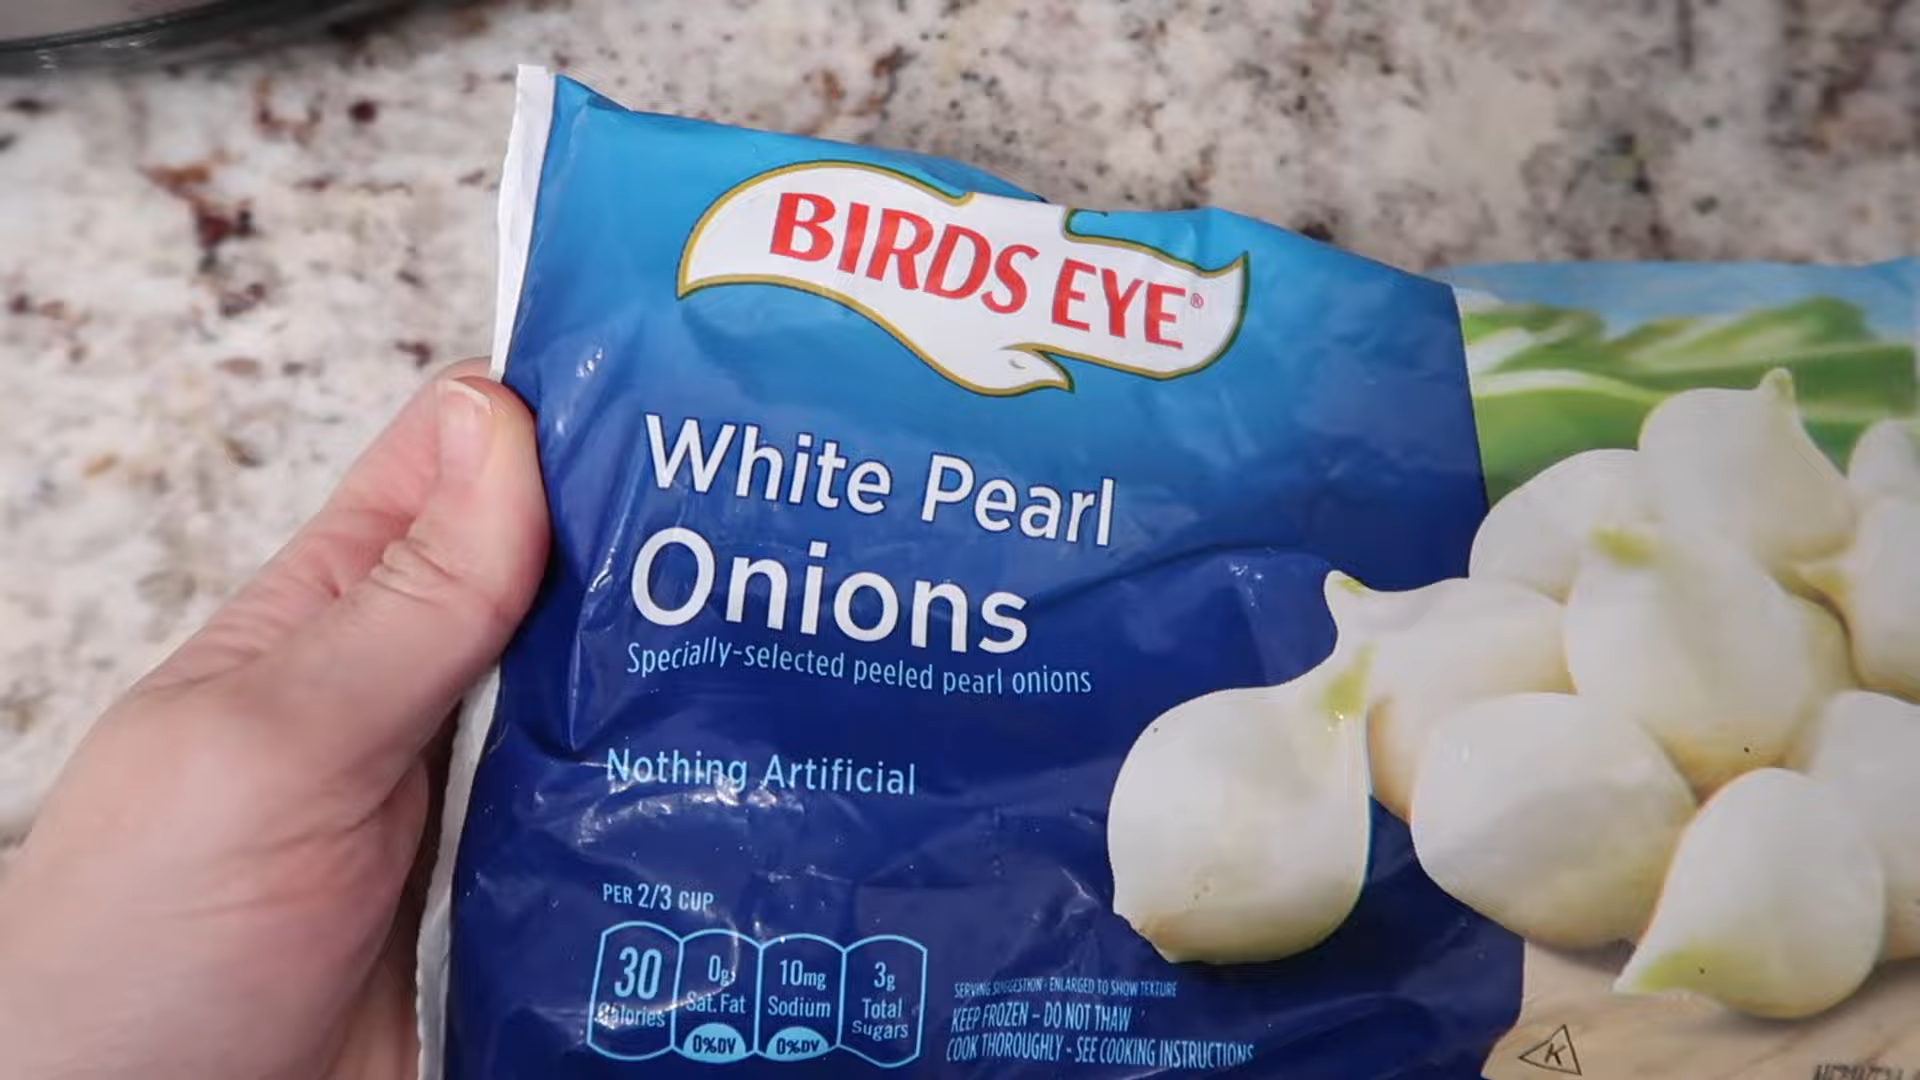 BIRDS EYE®
White Pearl
Onions
Specially-selected peeled pearl onions
Nothing Artificial
PER 2/3 CUP
30
Calories
0g
Sat. Fat
0%DV
10mg
Sodium
0%DV
3g
Total
Sugars
SERVING SUGGESTION - ENLARGED TO SHOW TEXTURE
KEEP FROZEN - DO NOT THAW
COOK THOROUGHLY - SEE COOKING INSTRUCTIONS
K